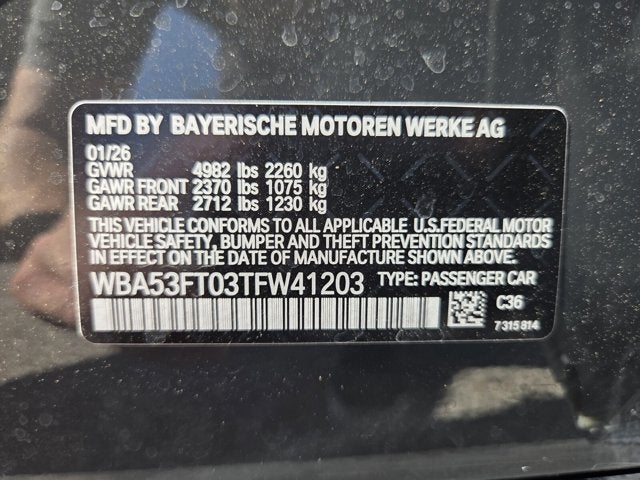 MFD BY BAYERISCHE MOTOREN WERKE AG
01/26
GVWR 4982 lbs 2260 kg
GAWR FRONT 2370 lbs 1075 kg
GAWR REAR 2712 lbs 1230 kg
THIS VEHICLE CONFORMS TO ALL APPLICABLE U.S.FEDERAL MOTOR
VEHICLE SAFETY, BUMPER AND THEFT PREVENTION STANDARDS
IN EFFECT ON THE DATE OF MANUFACTURE SHOWN ABOVE.
WBA53FT03TFW41203 TYPE: PASSENGER CAR
C36
7315814